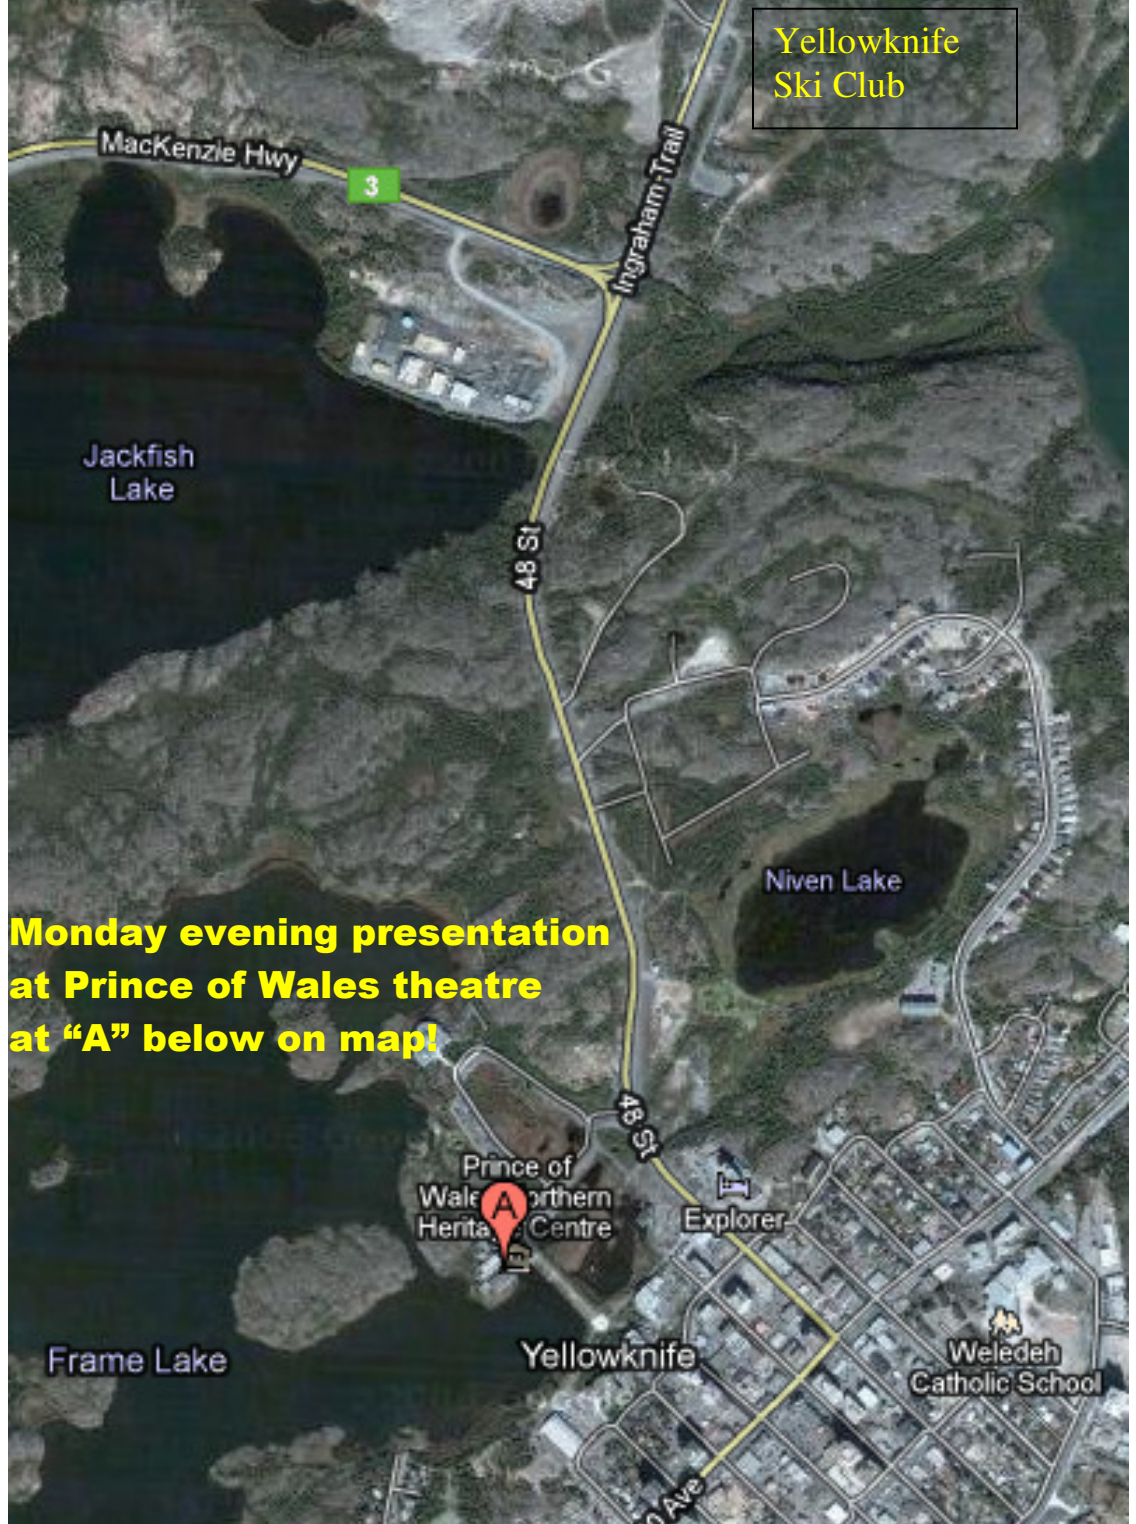 Yellowknife
Ski Club
MacKenzie Hwy
3
Ingraham Trail
Jackfish
Lake
48 St
Niven Lake
Monday evening presentation
at Prince of Wales theatre
at “A” below on map!
48 St
Prince of
Northern
A
Centre
Explorer
Frame Lake
Yellowknife
Weledeh
Catholic School
0 Ave